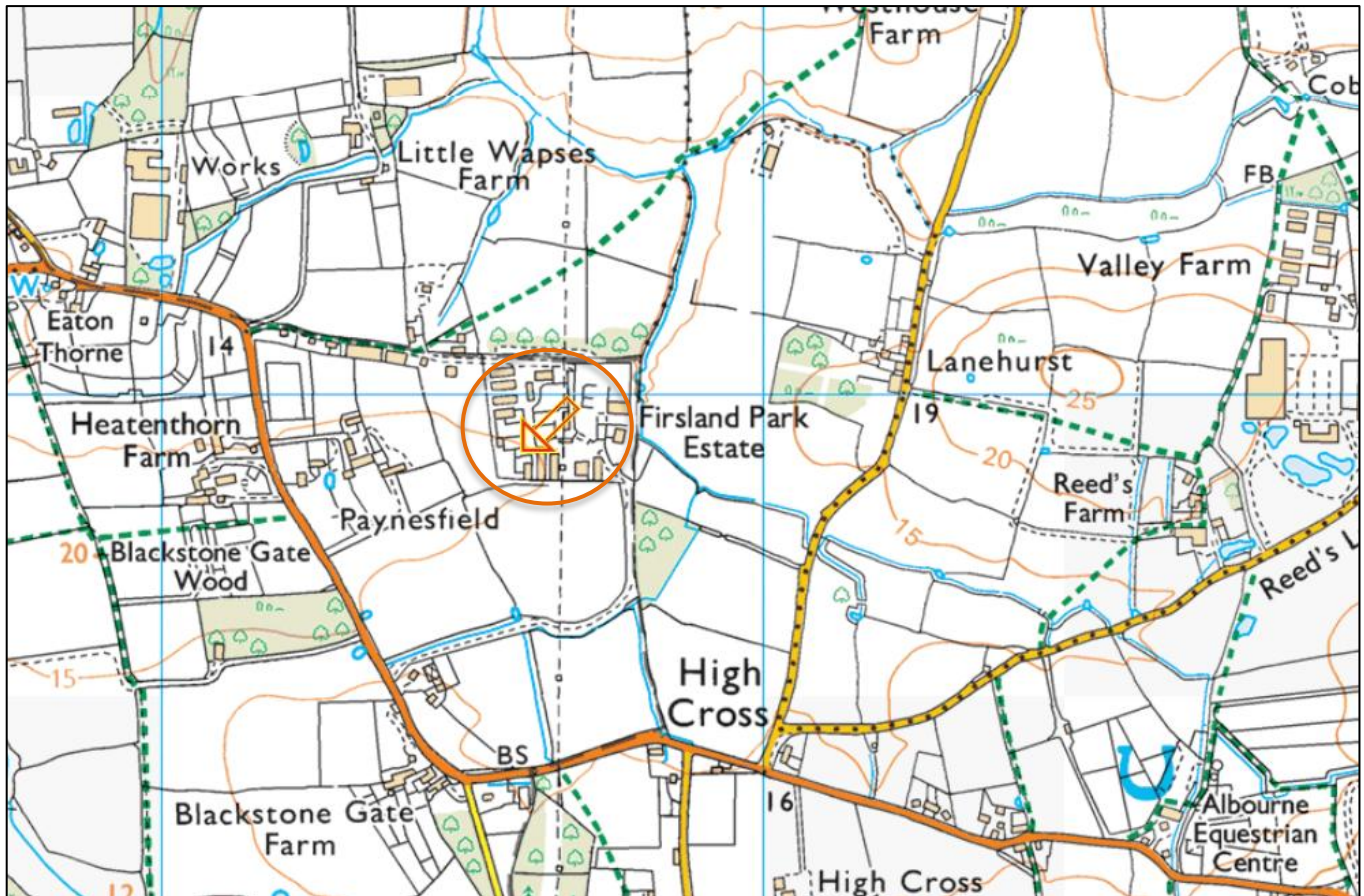 Westhouse
Farm
Cob
Works
Little Wapses
Farm
FB
W
Valley Farm
Eaton
Thorne
14
Lanehurst
25
19
Heatenthorn
Farm
Firsland Park
Estate
20
Reed's
Farm
Paynesfield
15
20
Blackstone Gate
Wood
Reed's L
15
High
Cross
BS
16
Blackstone Gate
Farm
Albourne
Equestrian
Centre
High Cross
12